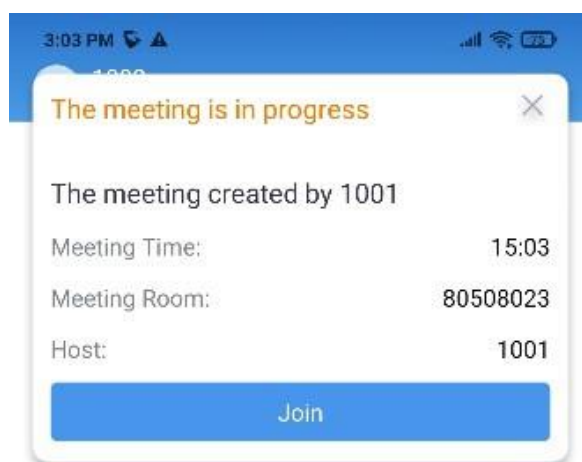 3:03 PM
75
The meeting is in progress
The meeting created by 1001
Meeting Time: 15:03
Meeting Room: 80508023
Host: 1001
Join